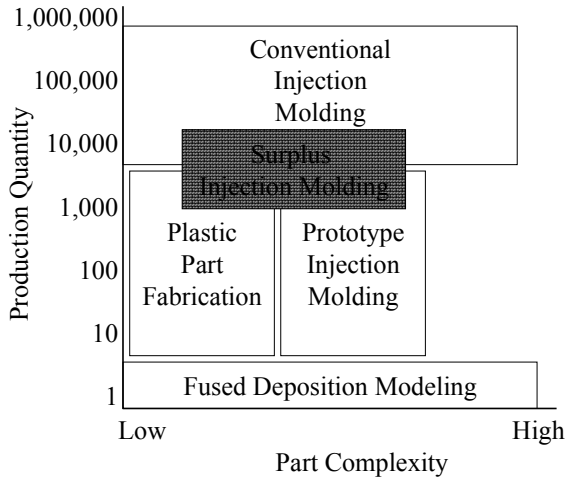 1,000,000
100,000
10,000
1,000
100
10
1
Production Quantity
Conventional
Injection
Molding
Surplus
Injection Molding
Plastic
Part
Fabrication
Prototype
Injection
Molding
Fused Deposition Modeling
Low
High
Part Complexity